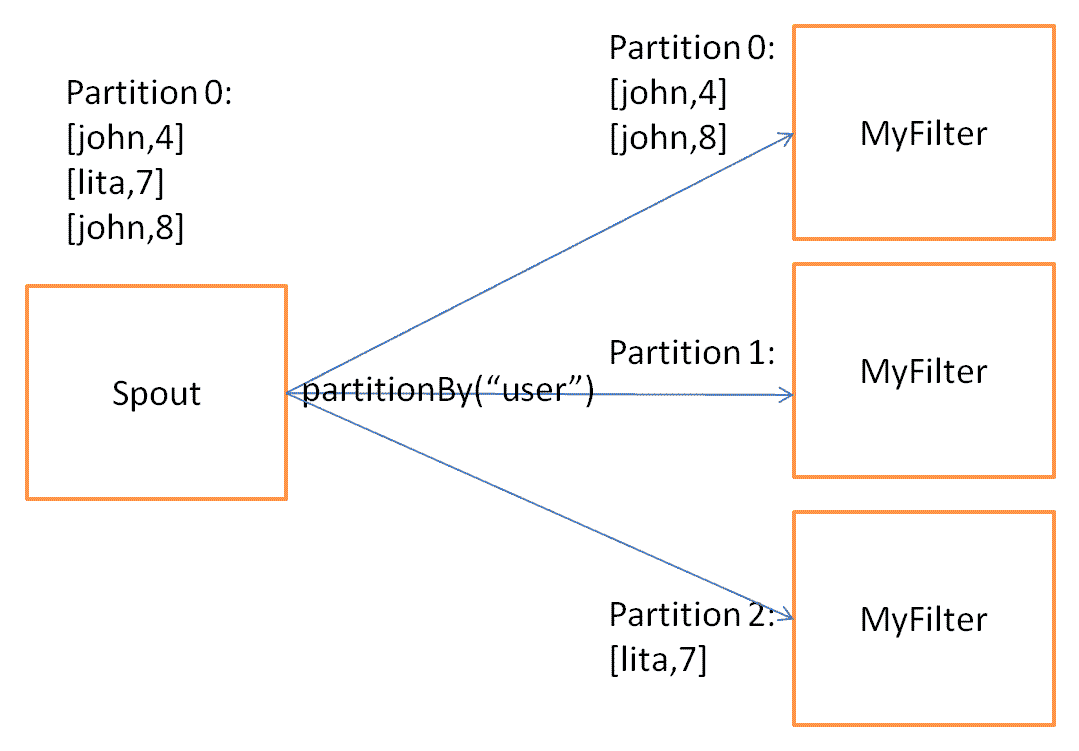 Partition 0:
[john,4]
[lita,7]
[john,8]
Spout
partitionBy(“user”)
Partition 0:
[john,4]
[john,8]
MyFilter
Partition 1:
MyFilter
Partition 2:
[lita,7]
MyFilter